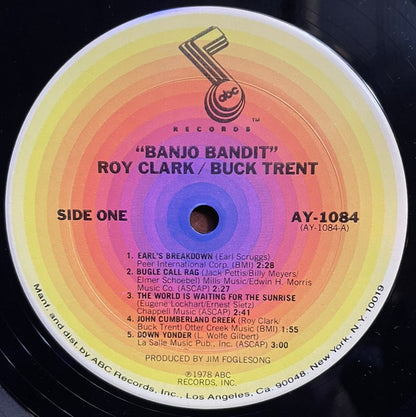 abc
™
RECORDS
"BANJO BANDIT"
ROY CLARK / BUCK TRENT
SIDE ONE
AY-1084
(AY-1084-A)
1. EARL'S BREAKDOWN (Earl Scruggs)
Peer International Corp. (BMI) 2:28
2. BUGLE CALL RAG (Jack Pettis/Billy Meyers/
Elmer Schoebel) Mills Music/Edwin H. Morris
Music Co. (ASCAP) 2:27
3. THE WORLD IS WAITING FOR THE SUNRISE
(Eugene Lockhart/Ernest Sietz)
Chappell Music (ASCAP) 2:41
4. JOHN CUMBERLAND CREEK (Roy Clark/
Buck Trent) Otter Creek Music (BMI) 1:55
5. DOWN YONDER (L. Wolfe Gilbert)
La Salle Music Pub., Inc. (ASCAP) 3:00
PRODUCED BY JIM FOGLESONG
℗1978 ABC
RECORDS, INC.
Manf. and dist by ABC Records, Inc., Los Angeles, Ca. 90048 New York, N.Y. 10019